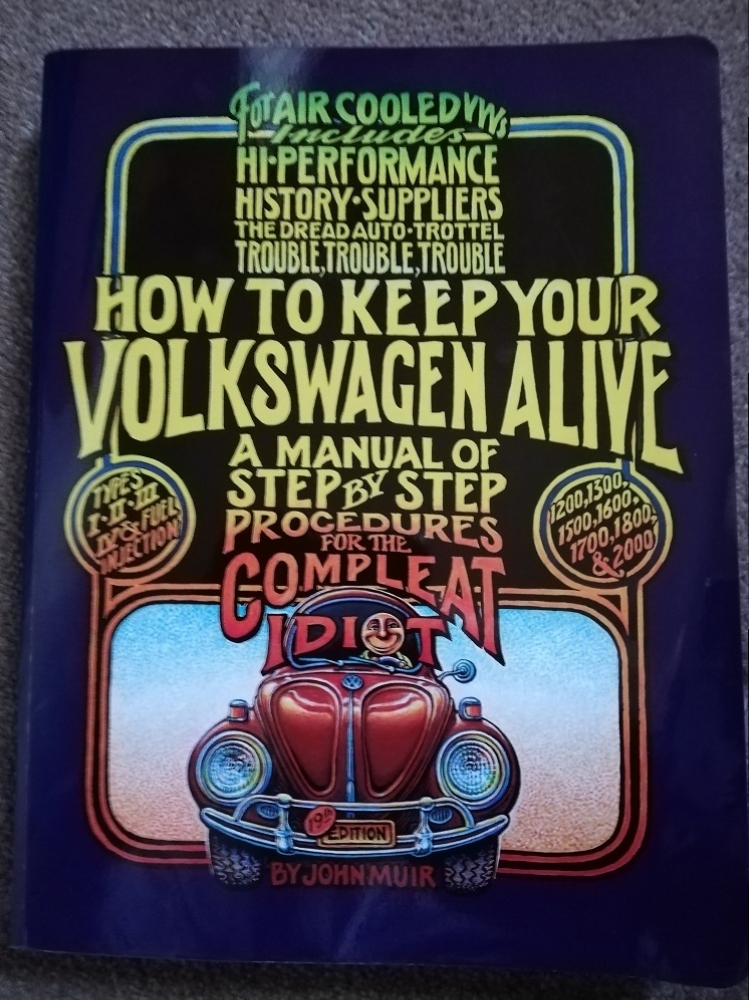 For AIR COOLED VWs
Includes
HI-PERFORMANCE
HISTORY·SUPPLIERS
THE DREAD AUTO·TROTTEL
TROUBLE, TROUBLE, TROUBLE
HOW TO KEEP YOUR
VOLKSWAGEN ALIVE
A MANUAL OF
STEP BY STEP
PROCEDURES
FOR THE
COMPLEAT
IDIOT
TYPES
I·II·III
IV & FUEL
INJECTION
1200, 1300,
1500, 1600,
1700, 1800,
& 2000
VW
19th
EDITION
BY JOHN MUIR